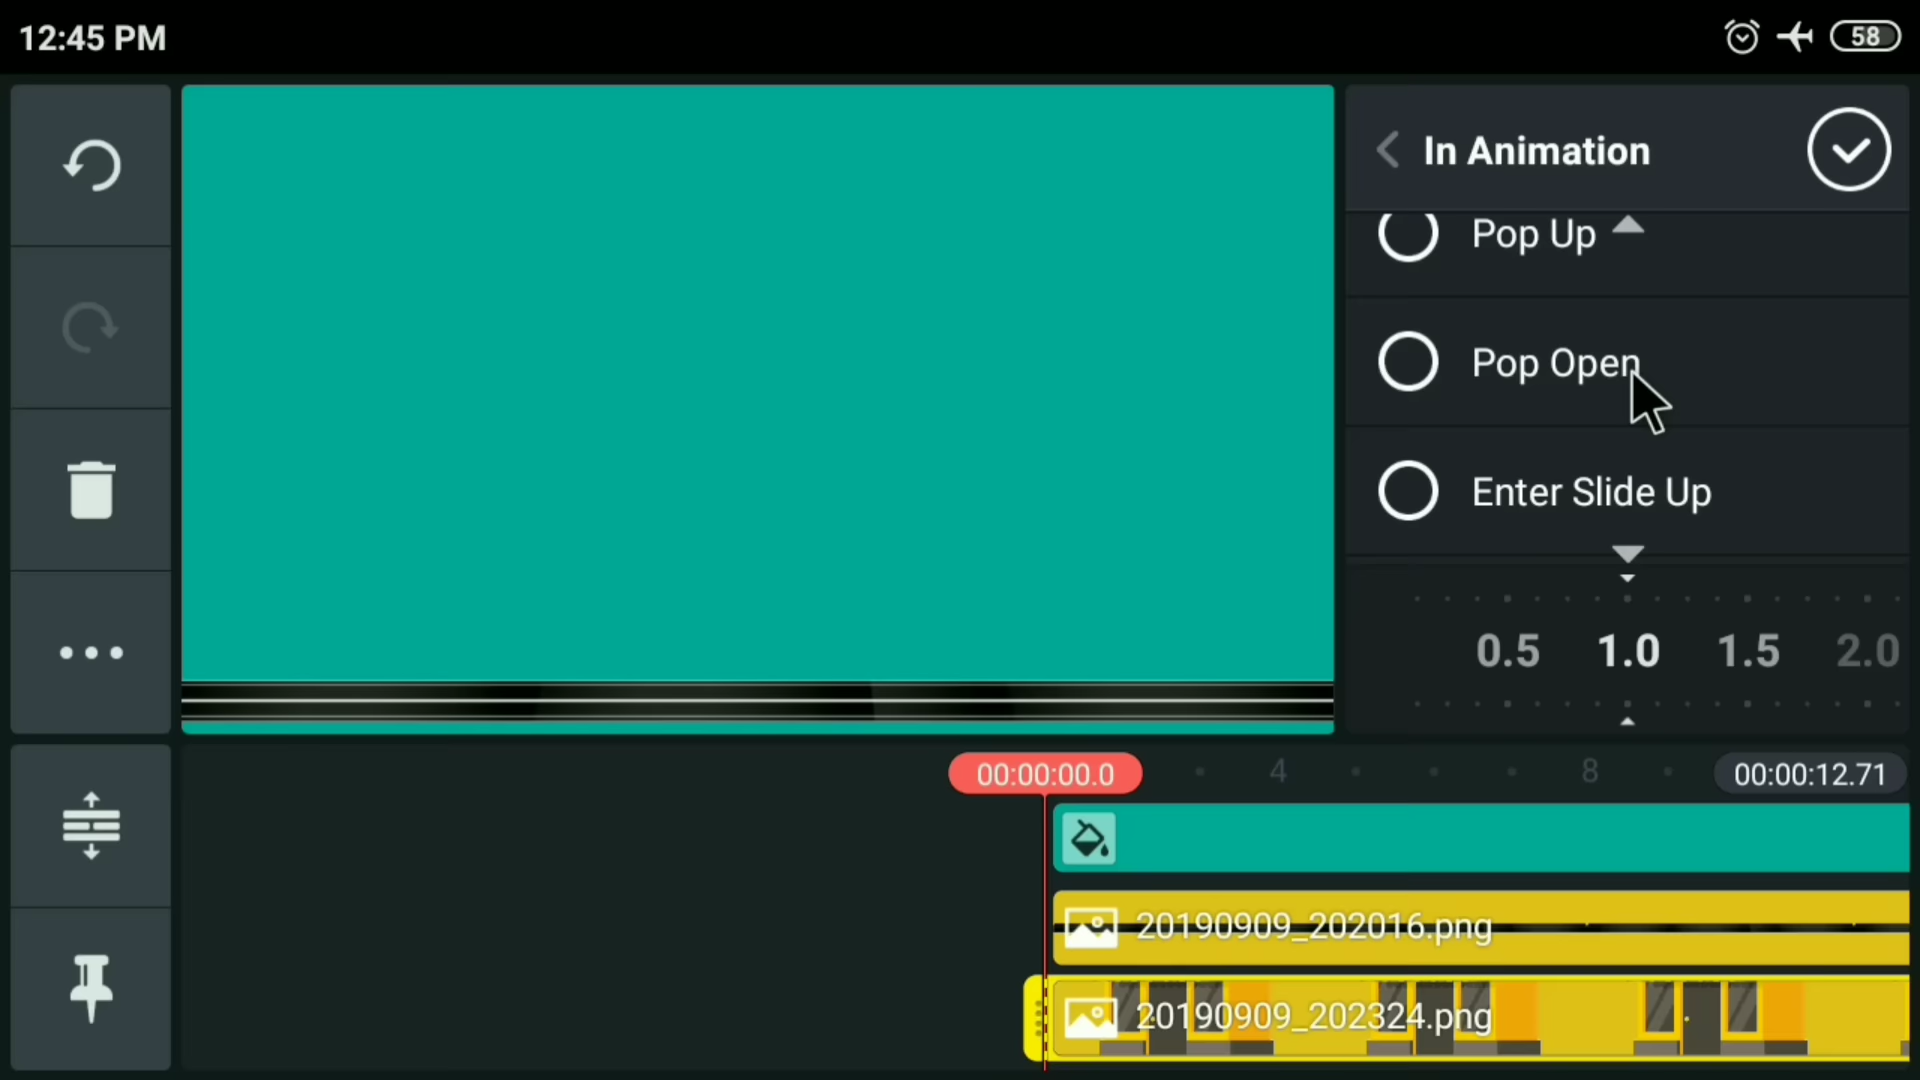 12:45 PM
58
In Animation
Pop Up
Pop Open
Enter Slide Up
0.5 1.0 1.5 2.0
00:00:00.0 4 8 00:00:12.71
20190909_202016.png
20190909_202324.png